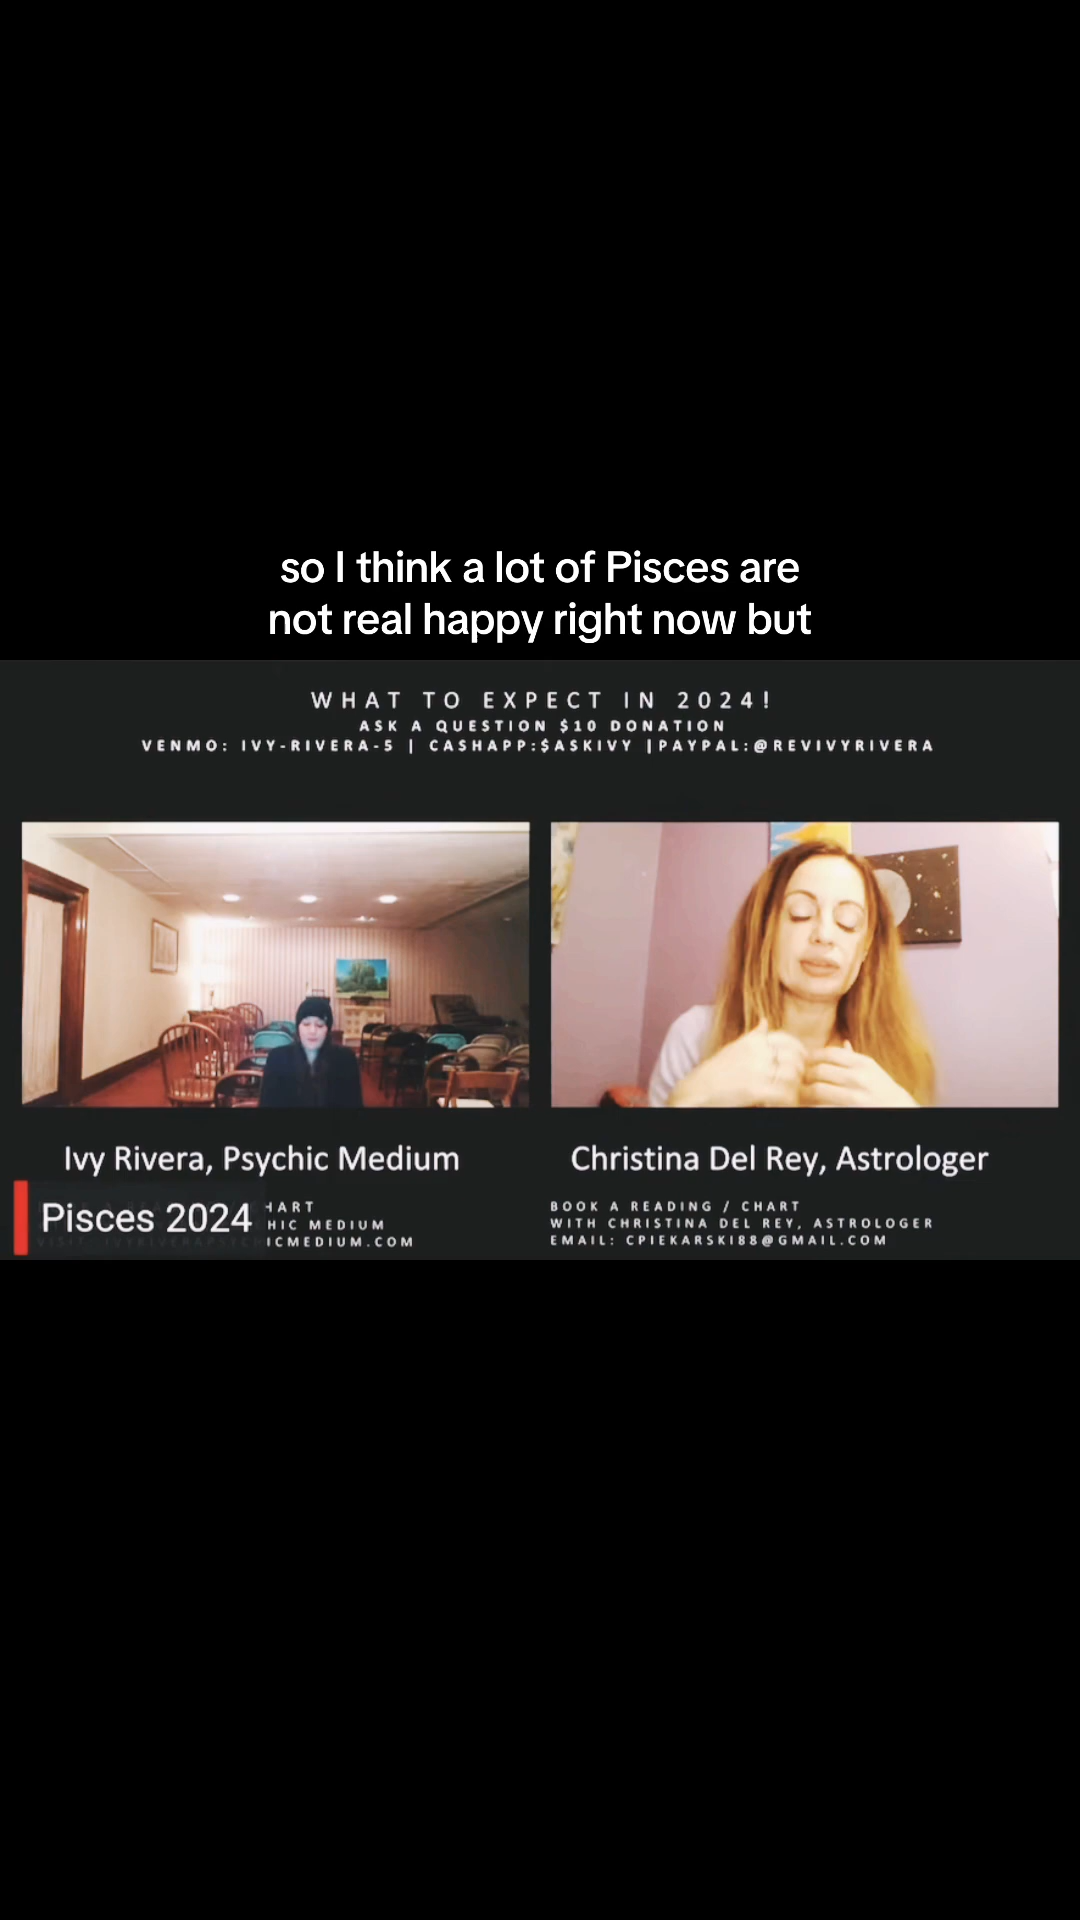 so I think a lot of Pisces are
not real happy right now but
WHAT TO EXPECT IN 2024!
ASK A QUESTION $10 DONATION
VENMO: IVY-RIVERA-5 | CASHAPP:$ASKIVY |PAYPAL:@REVIVYRIVERA
Ivy Rivera, Psychic Medium
Pisces 2024
HART
HIC MEDIUM
ICMEDIUM.COM
Christina Del Rey, Astrologer
BOOK A READING / CHART
WITH CHRISTINA DEL REY, ASTROLOGER
EMAIL: CPIEKARSKI88@GMAIL.COM